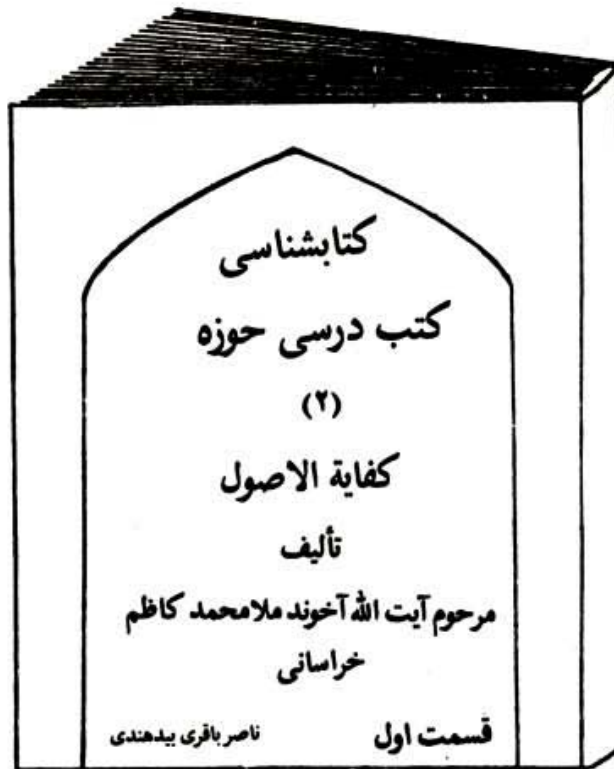 کتابشناسی
کتب درسی حوزه
(۲)
کفایة الاصول
تألیف
مرحوم آیت الله آخوند ملامحمد کاظم
خراسانی
قسمت اول ناصر باقری بیدهندی